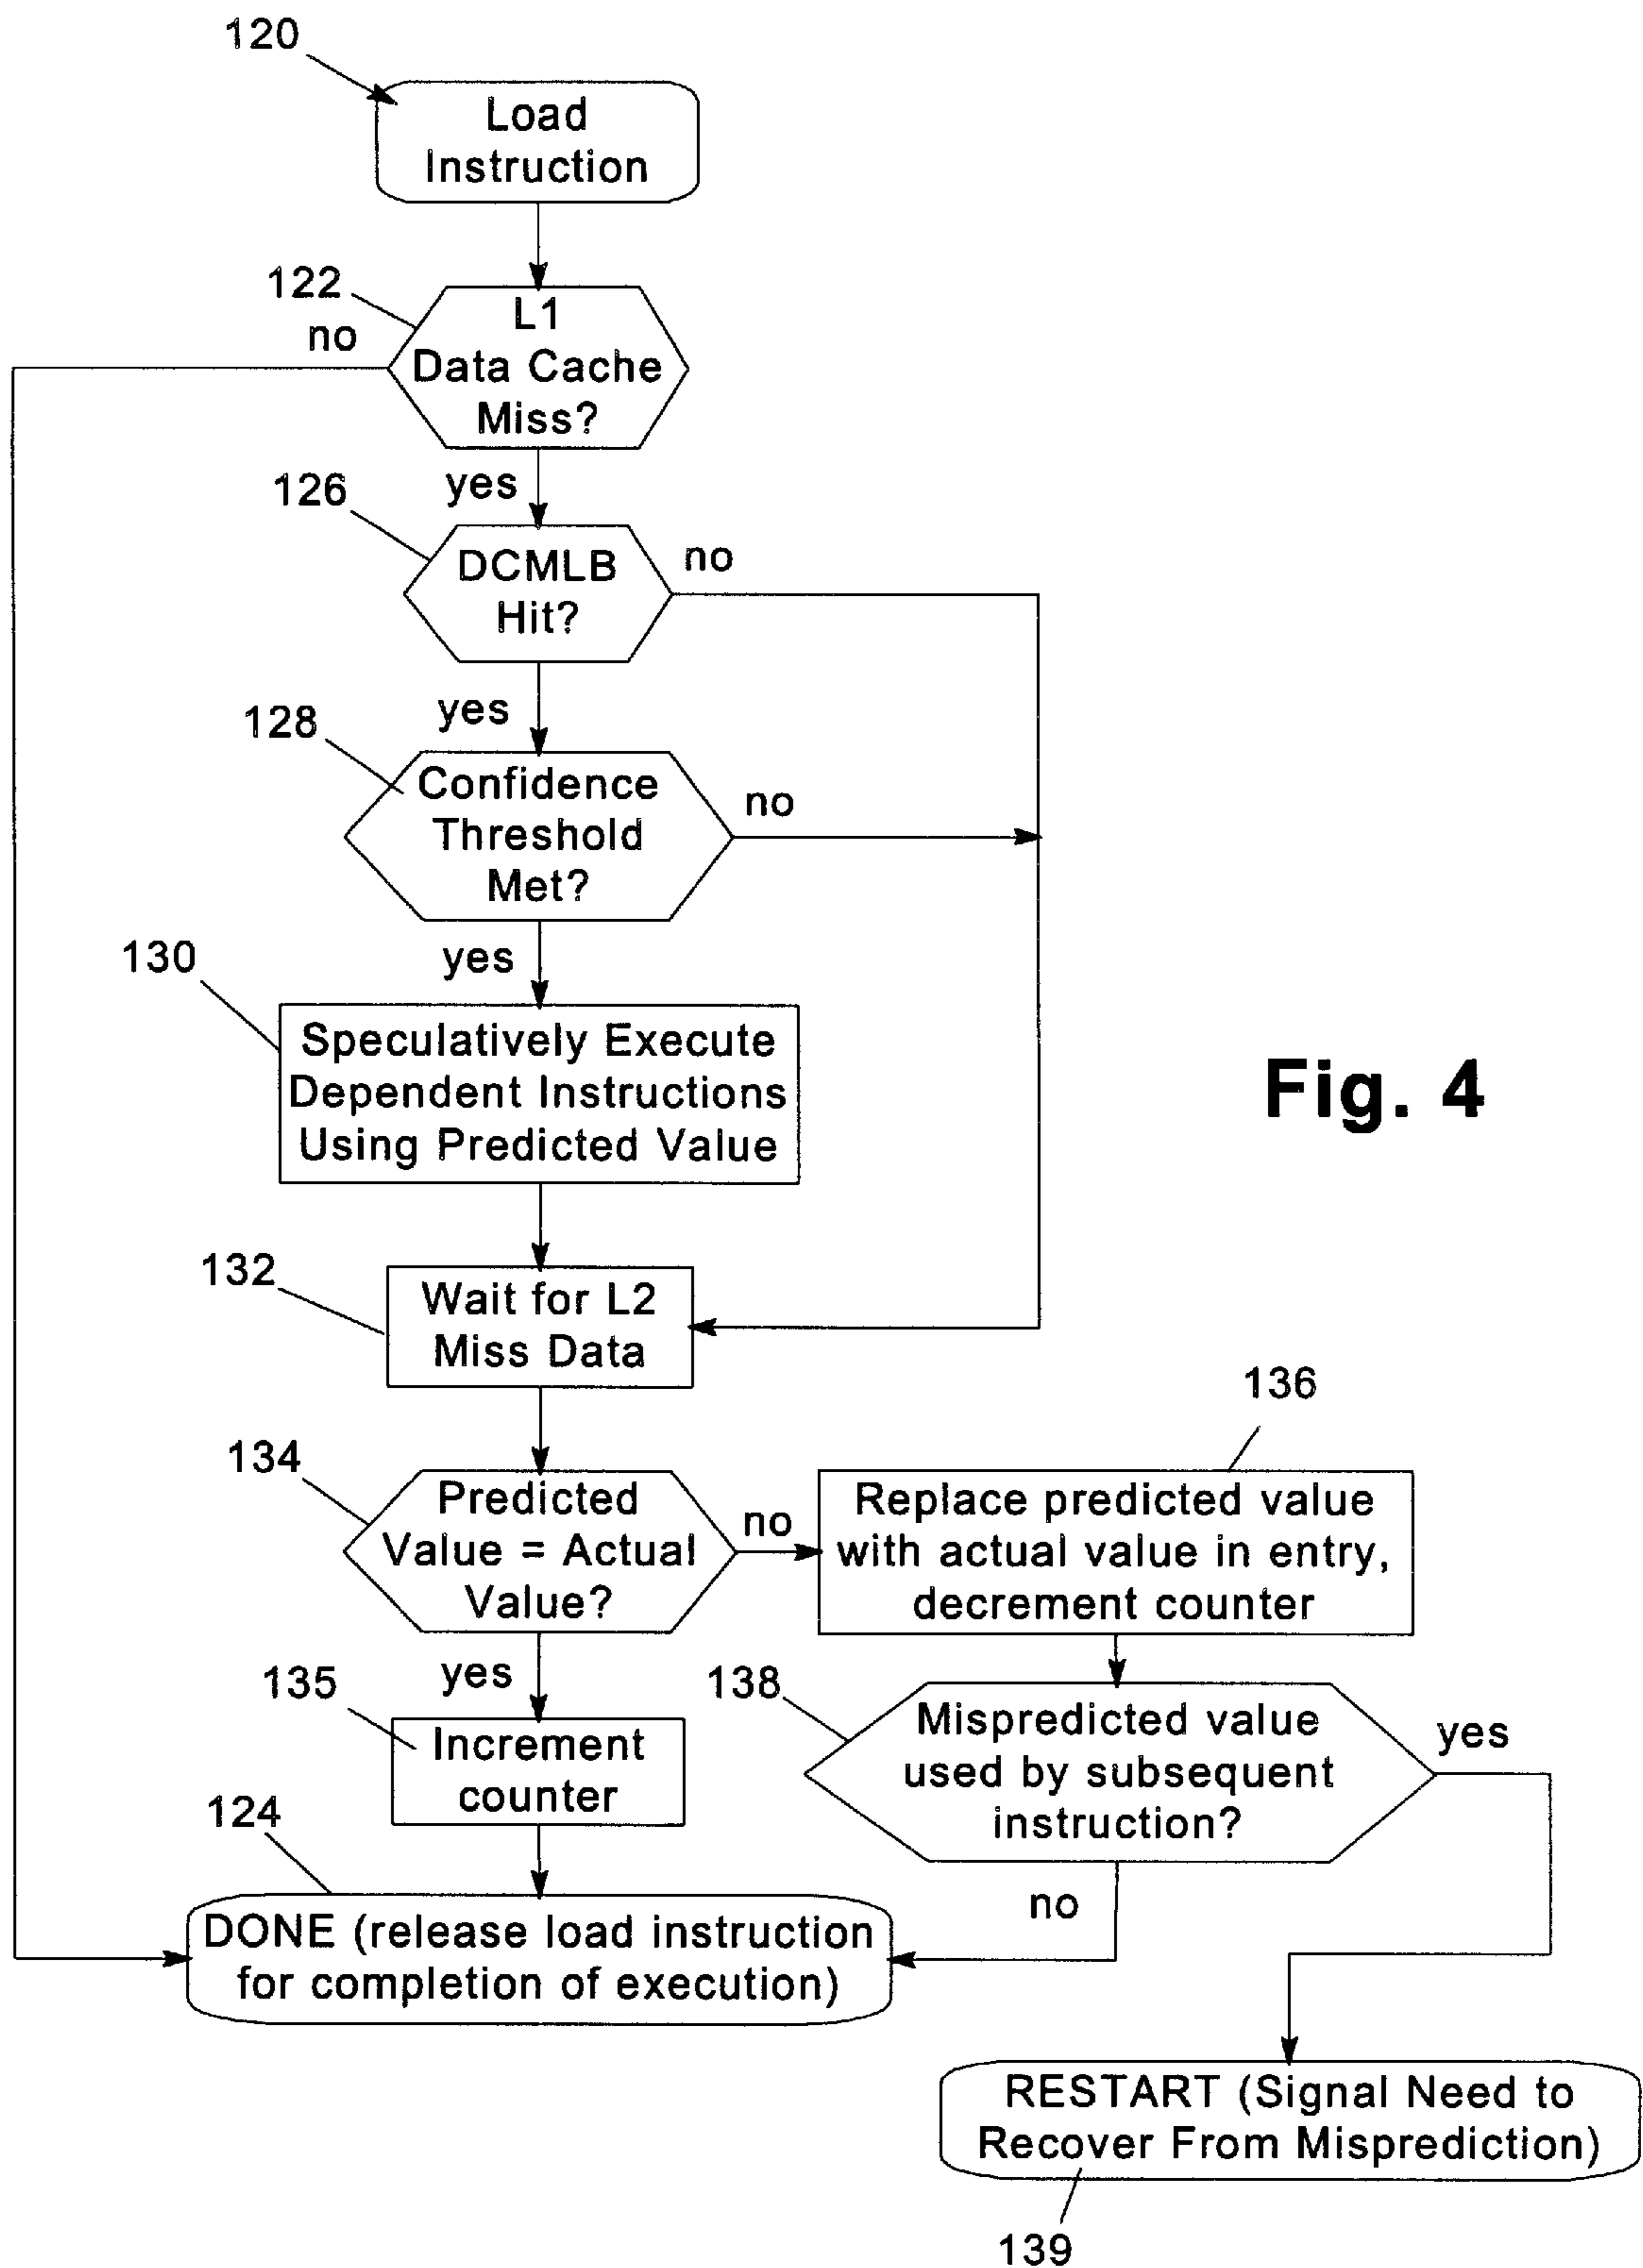 120
Load
Instruction
122
no
L1
Data Cache
Miss?
yes
126
DCMLB
Hit?
no
yes
128
Confidence
Threshold
Met?
no
yes
130
Speculatively Execute
Dependent Instructions
Using Predicted Value
Fig. 4
132
Wait for L2
Miss Data
134
Predicted
Value = Actual
Value?
no
136
Replace predicted value
with actual value in entry,
decrement counter
yes
135
Increment
counter
138
Mispredicted value
used by subsequent
instruction?
yes
no
124
DONE (release load instruction
for completion of execution)
RESTART (Signal Need to
Recover From Misprediction)
139